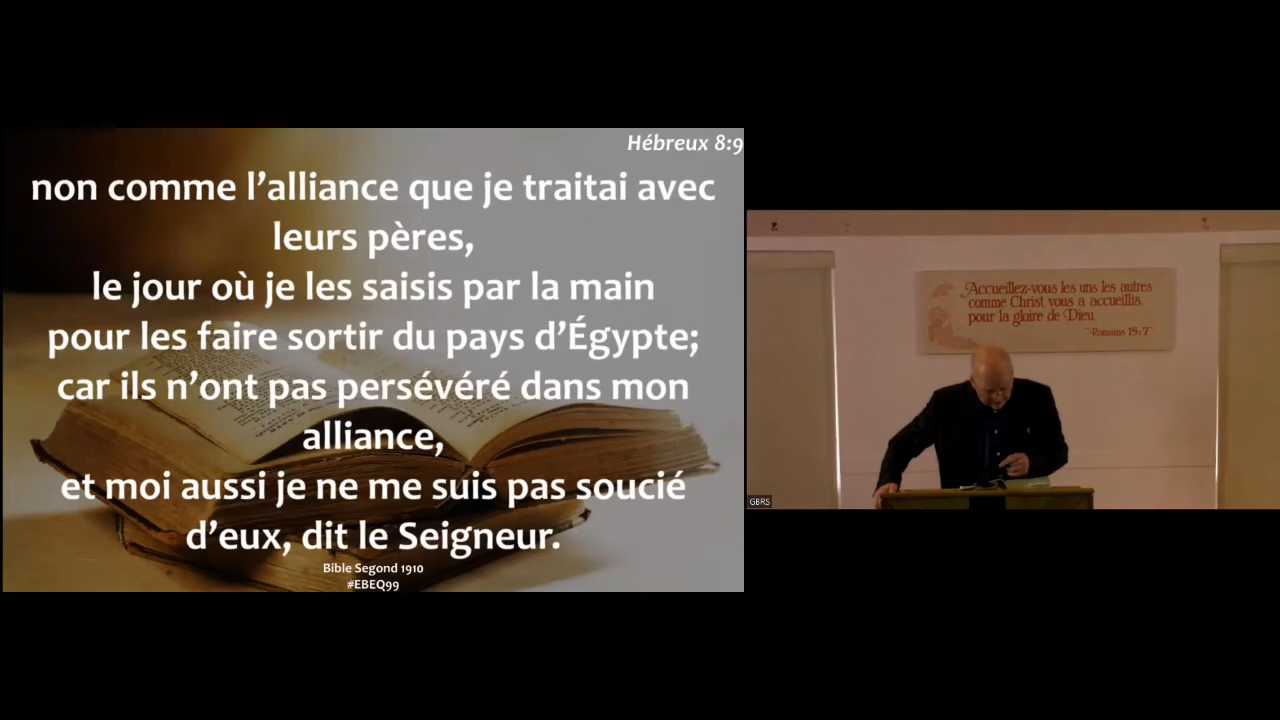 Hébreux 8:9
non comme l’alliance que je traitai avec
leurs pères,
le jour où je les saisis par la main
pour les faire sortir du pays d’Égypte;
car ils n’ont pas persévéré dans mon
alliance,
et moi aussi je ne me suis pas soucié
d’eux, dit le Seigneur.
Bible Segond 1910
#EBEQ99
Accueillez-vous les uns les autres
comme Christ vous a accueillis,
pour la gloire de Dieu.
Romains 15:7
GBRS